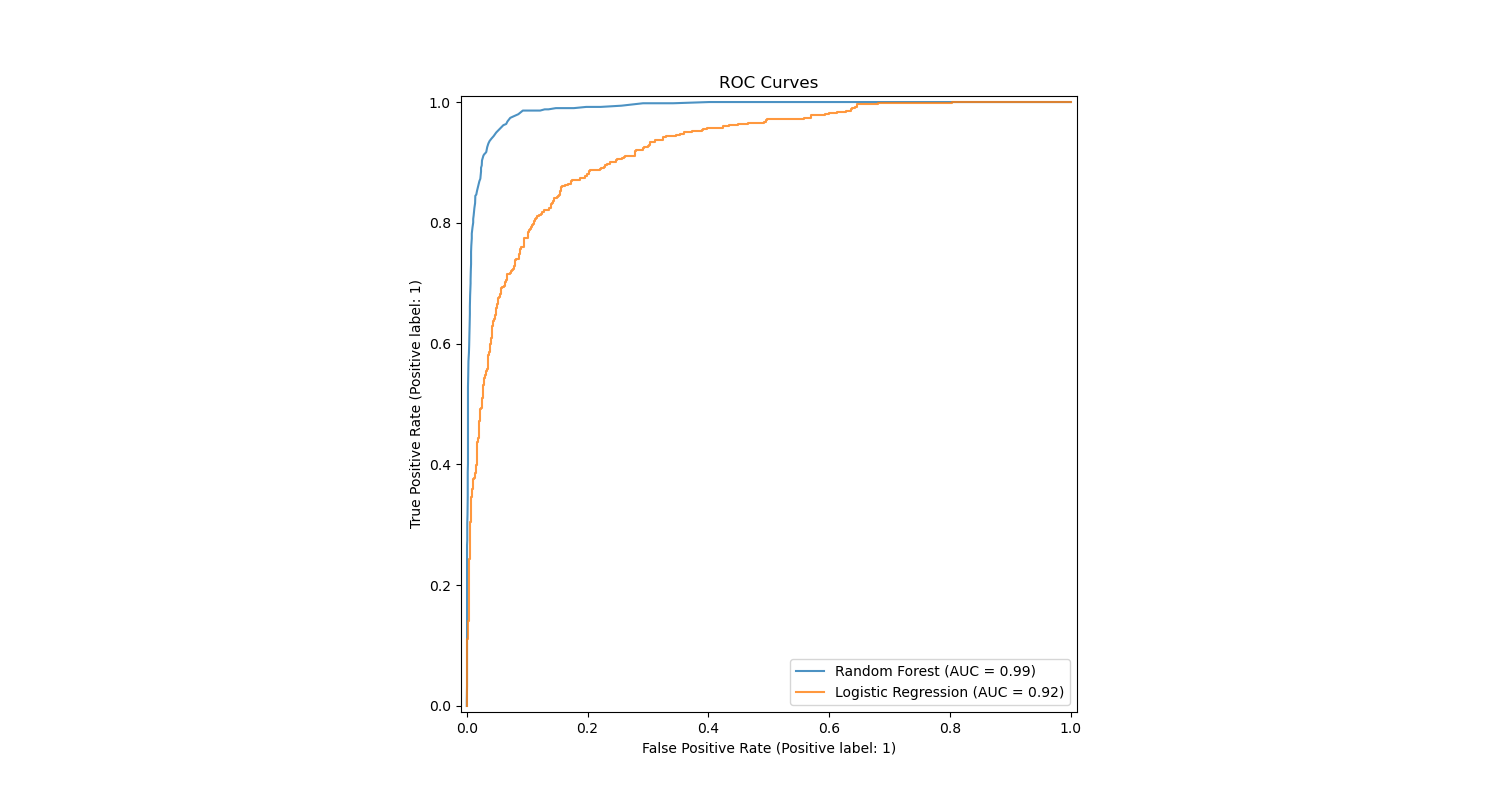 ROC Curves
1.0
0.8
0.6
0.4
0.2
0.0
True Positive Rate (Positive label: 1)
Random Forest (AUC = 0.99)
Logistic Regression (AUC = 0.92)
0.0 0.2 0.4 0.6 0.8 1.0
False Positive Rate (Positive label: 1)